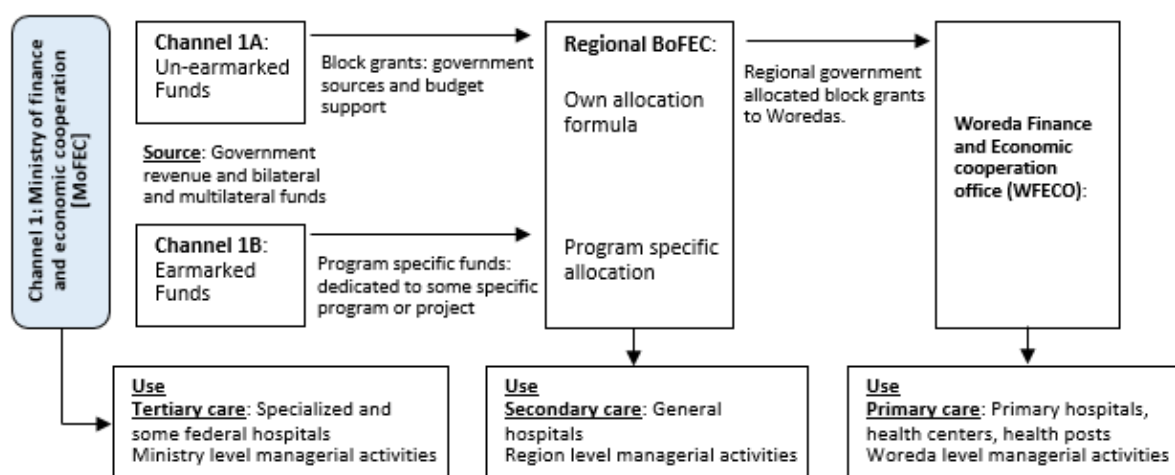 Channel 1: Ministry of finance
and economic cooperation
[MoFEC]
Channel 1A:
Un-earmarked
Funds
Block grants: government
sources and budget
support
Source: Government
revenue and bilateral
and multilateral funds
Channel 1B:
Earmarked
Funds
Program specific funds:
dedicated to some specific
program or project
Regional BoFEC:
Own allocation
formula
Program specific
allocation
Regional government
allocated block grants
to Woredas.
Woreda Finance
and Economic
cooperation
office (WFECO):
Use
Tertiary care: Specialized and
some federal hospitals
Ministry level managerial activities
Use
Secondary care: General
hospitals
Region level managerial activities
Use
Primary care: Primary hospitals,
health centers, health posts
Woreda level managerial activities